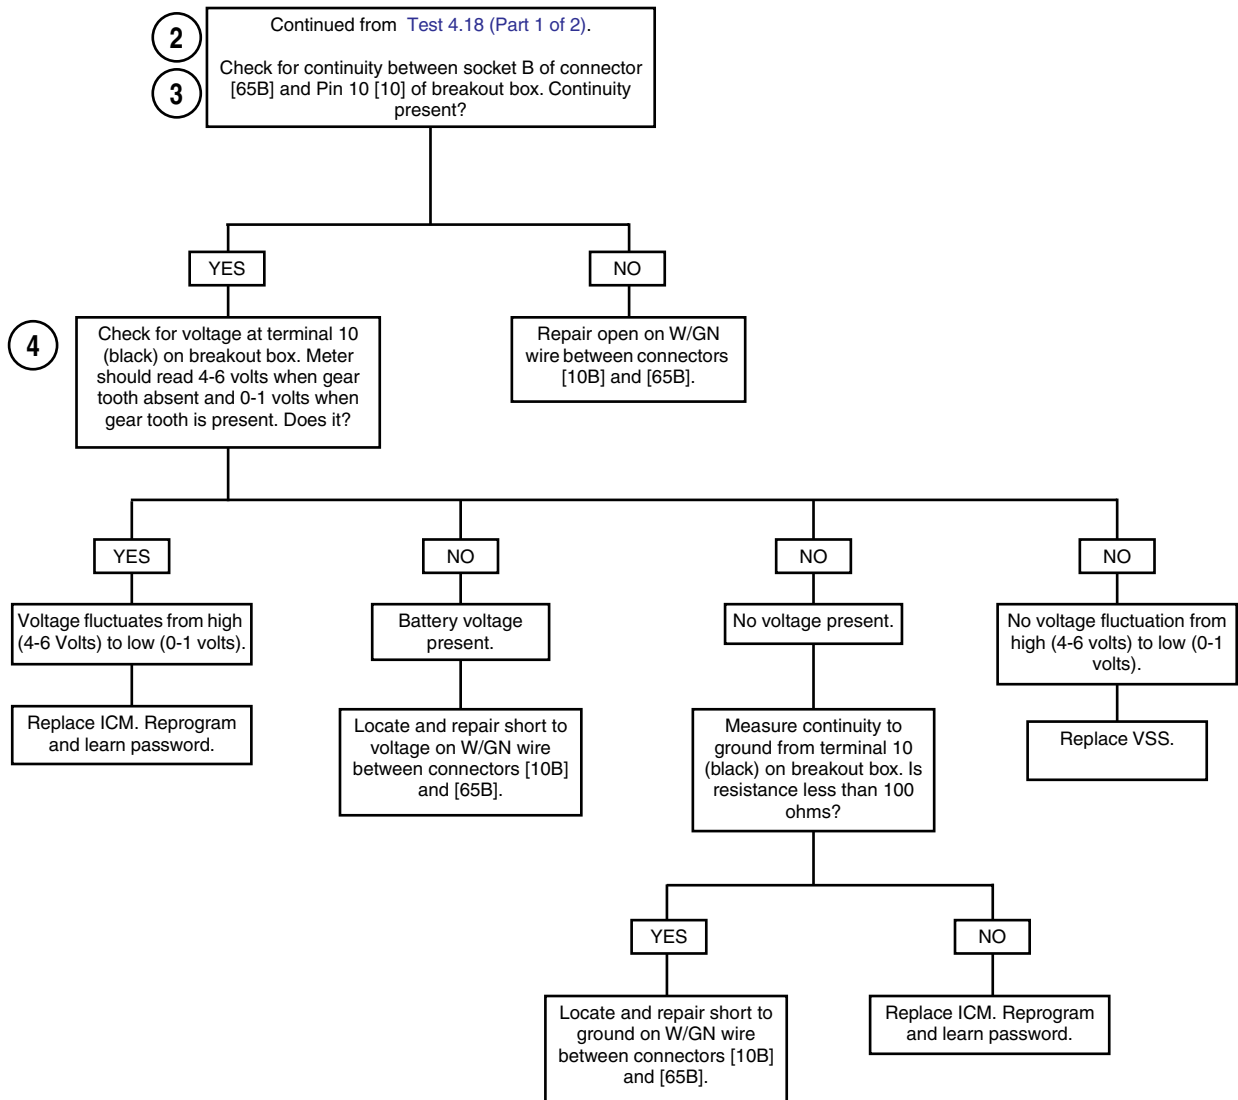 2
3
Continued from Test 4.18 (Part 1 of 2).
Check for continuity between socket B of connector
[65B] and Pin 10 [10] of breakout box. Continuity
present?
YES
NO
4
Check for voltage at terminal 10
(black) on breakout box. Meter
should read 4-6 volts when gear
tooth absent and 0-1 volts when
gear tooth is present. Does it?
Repair open on W/GN
wire between connectors
[10B] and [65B].
YES
NO
NO
NO
Voltage fluctuates from high
(4-6 Volts) to low (0-1 volts).
Battery voltage
present.
No voltage present.
No voltage fluctuation from
high (4-6 volts) to low (0-1
volts).
Replace ICM. Reprogram
and learn password.
Locate and repair short to
voltage on W/GN wire
between connectors [10B]
and [65B].
Measure continuity to
ground from terminal 10
(black) on breakout box. Is
resistance less than 100
ohms?
Replace VSS.
YES
NO
Locate and repair short to
ground on W/GN wire
between connectors [10B]
and [65B].
Replace ICM. Reprogram
and learn password.